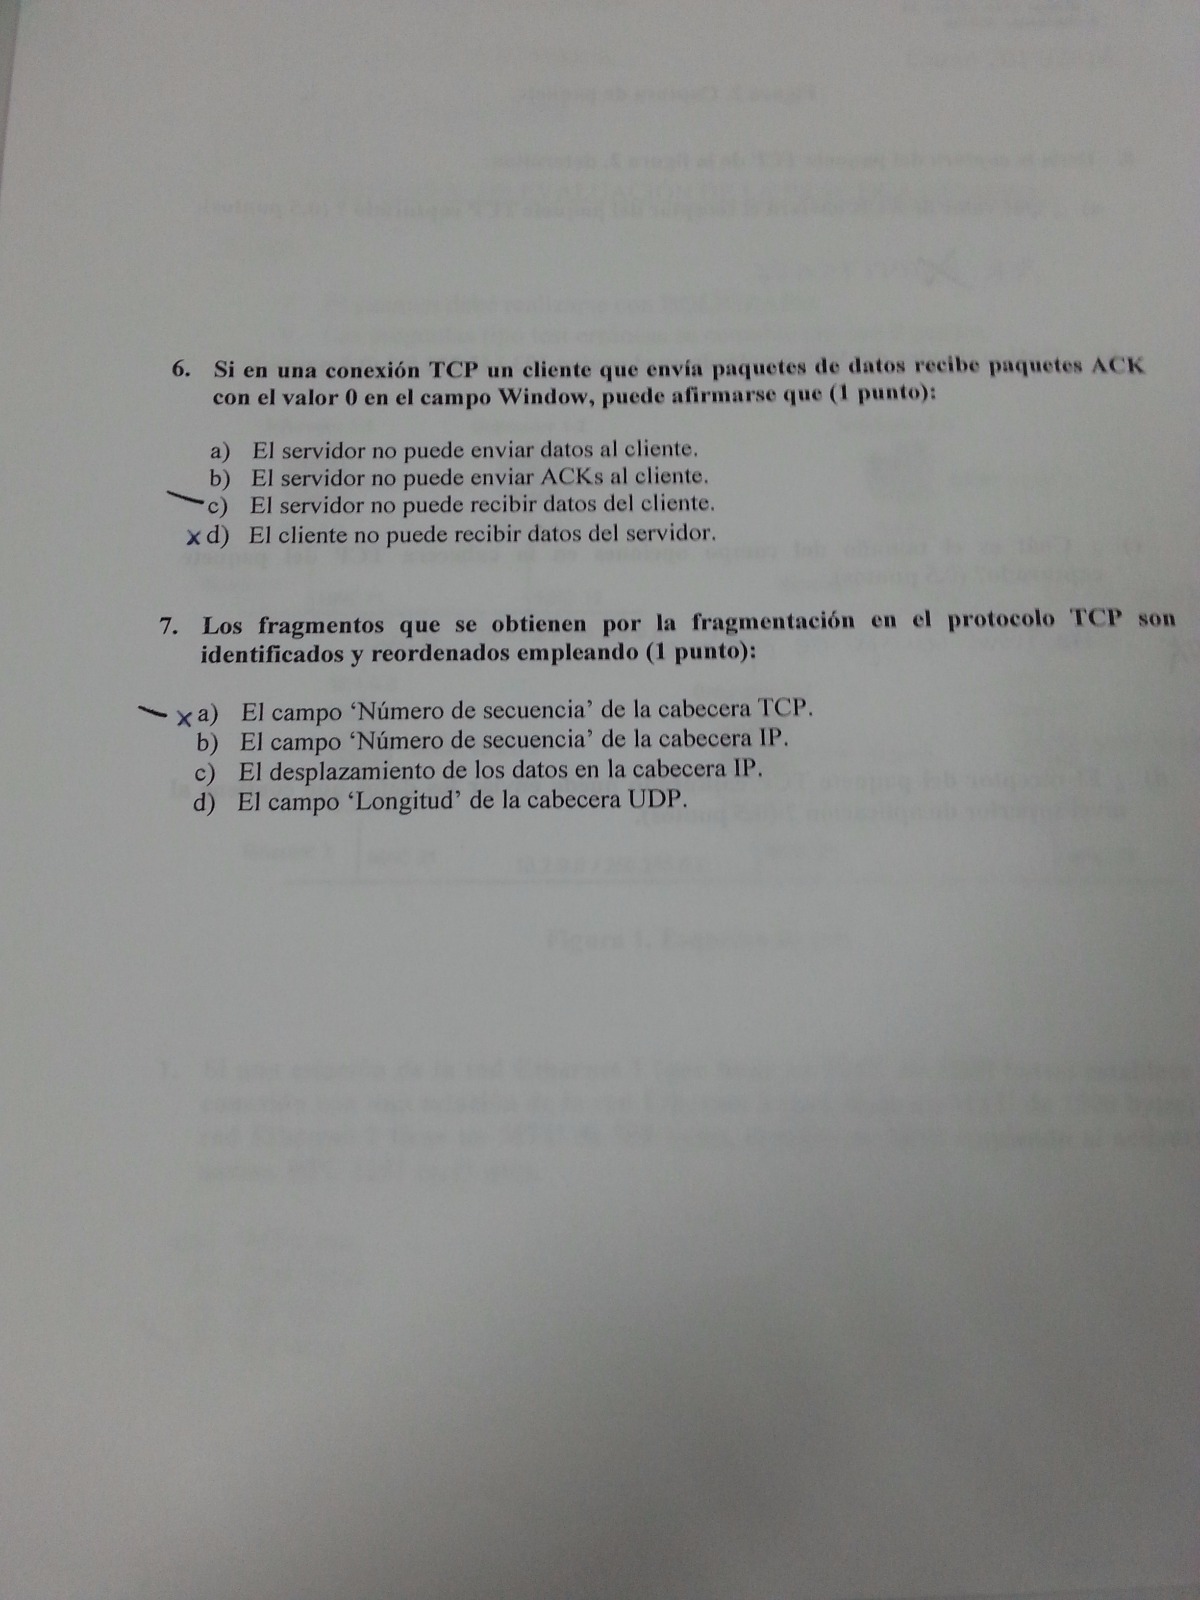 6. Si en una conexión TCP un cliente que envía paquetes de datos recibe paquetes ACK
con el valor 0 en el campo Window, puede afirmarse que (1 punto):
a) El servidor no puede enviar datos al cliente.
b) El servidor no puede enviar ACKs al cliente.
c) El servidor no puede recibir datos del cliente.
x d) El cliente no puede recibir datos del servidor.
7. Los fragmentos que se obtienen por la fragmentación en el protocolo TCP son
identificados y reordenados empleando (1 punto):
x a) El campo ‘Número de secuencia’ de la cabecera TCP.
b) El campo ‘Número de secuencia’ de la cabecera IP.
c) El desplazamiento de los datos en la cabecera IP.
d) El campo ‘Longitud’ de la cabecera UDP.